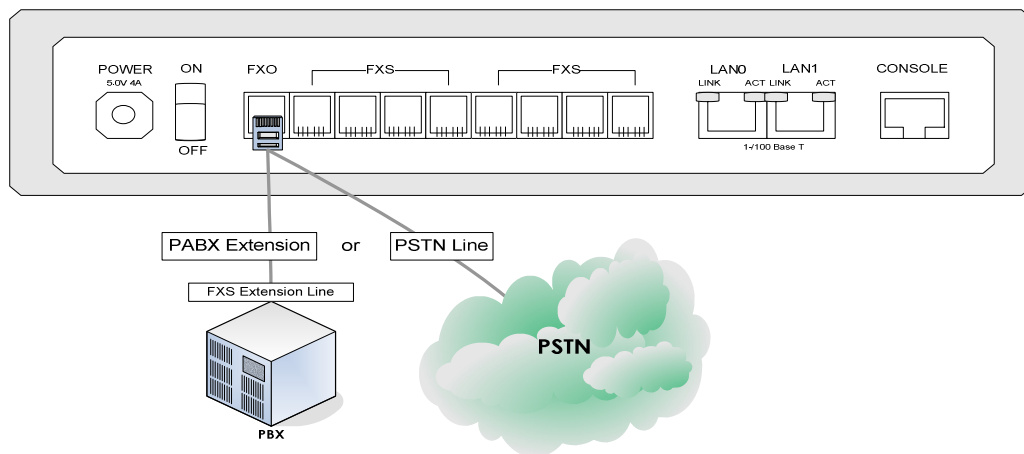 POWER
5.0V 4A
ON
OFF
FXO
FXS
FXS
LAN0
LAN1
LINK
ACT
LINK
ACT
1-/100 Base T
CONSOLE
PABX Extension
or
PSTN Line
FXS Extension Line
PSTN
PBX